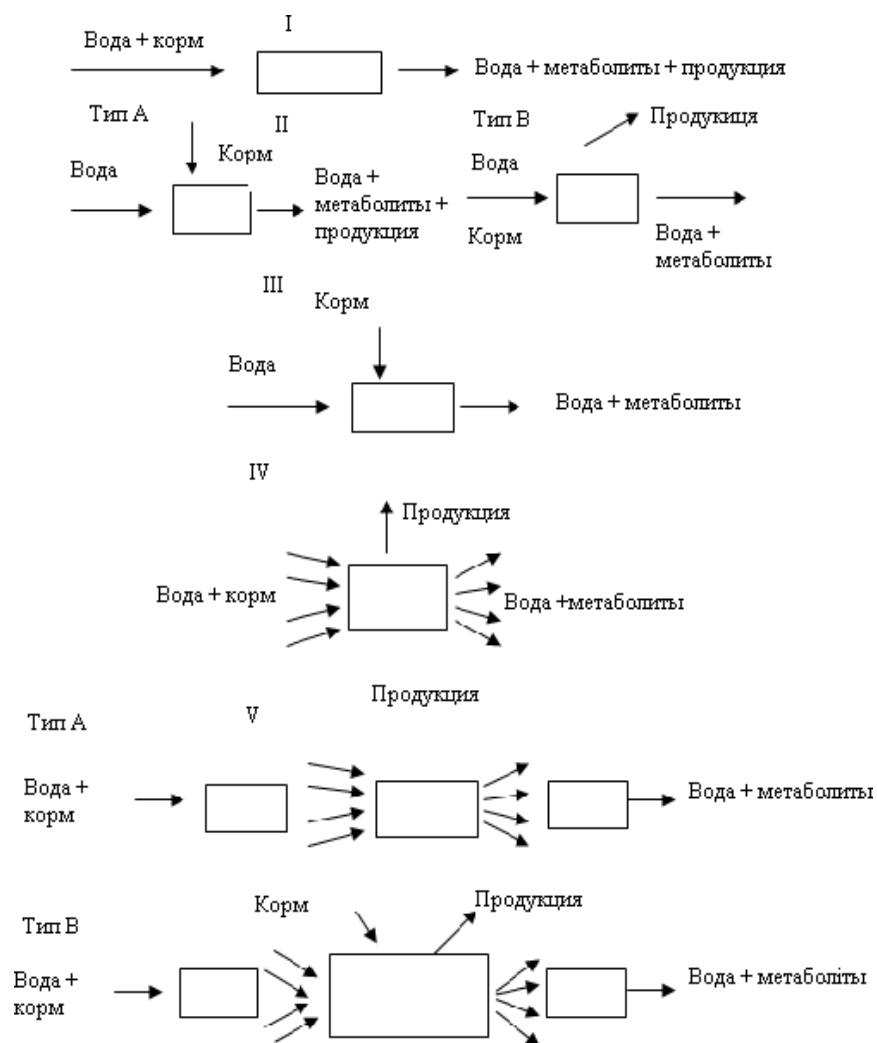 I
Вода + корм
Вода + метаболиты + продукция
Тип А
II
Корм
Вода
Вода +
метаболиты +
продукция
Тип В
Продукиця
Вода
Корм
Вода +
метаболиты
III
Корм
Вода
Вода + метаболиты
IV
Продукция
Вода + корм
Вода +метаболиты
Продукция
Тип А
V
Вода +
корм
Вода + метаболиты
Тип В
Корм
Продукция
Вода +
корм
Вода + метаболіты